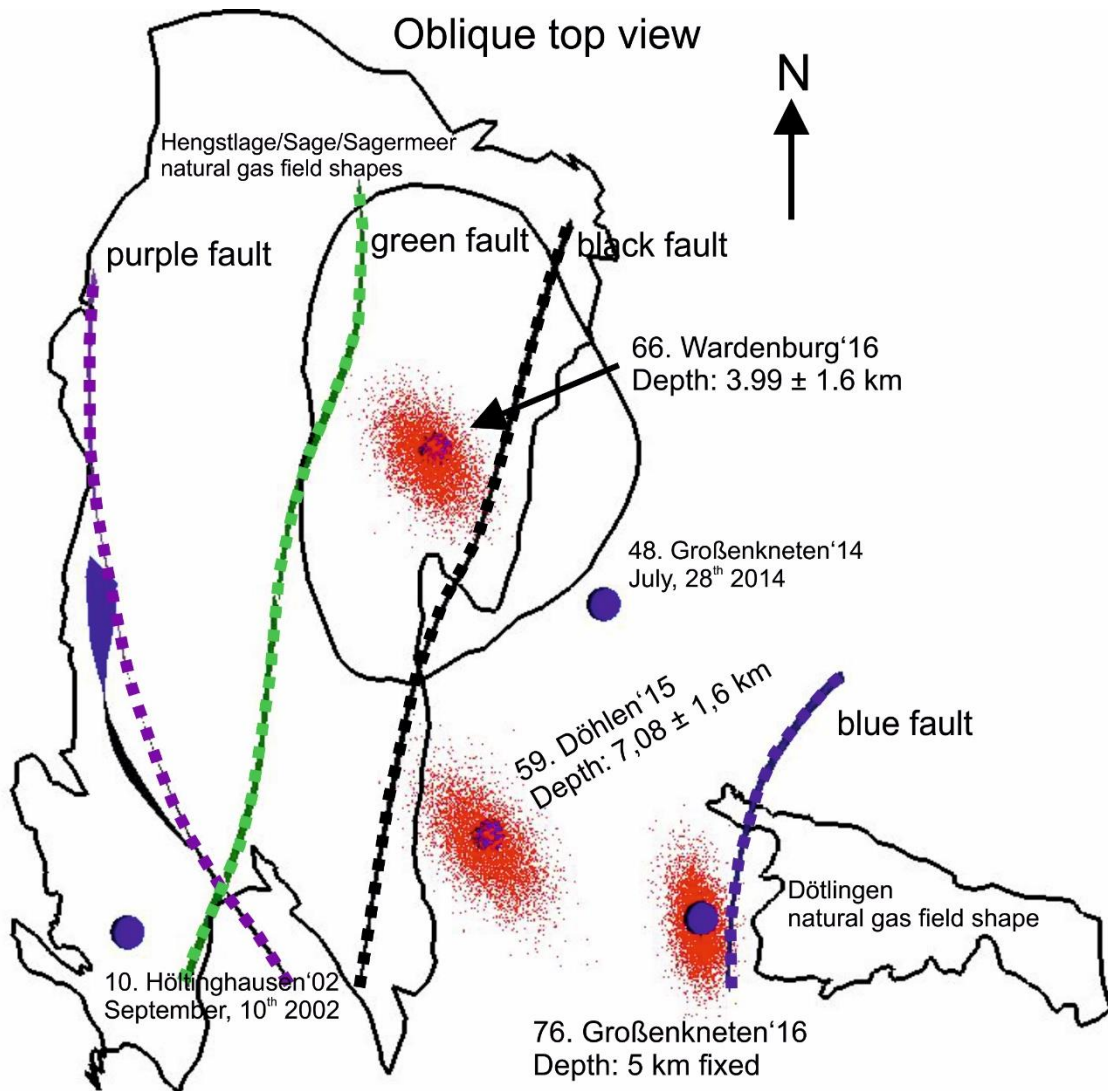 Oblique top view
N
Hengstlage/Sage/Sagermeer
natural gas field shapes
purple fault
green fault
black fault
66. Wardenburg‘16
Depth: 3.99 ± 1.6 km
48. Großenkneten‘14
July, 28th 2014
59. Döhlen‘15
Depth: 7,08 ± 1,6 km
blue fault
Dötlingen
natural gas field shape
10. Höltinghausen‘02
September, 10th 2002
76. Großenkneten‘16
Depth: 5 km fixed